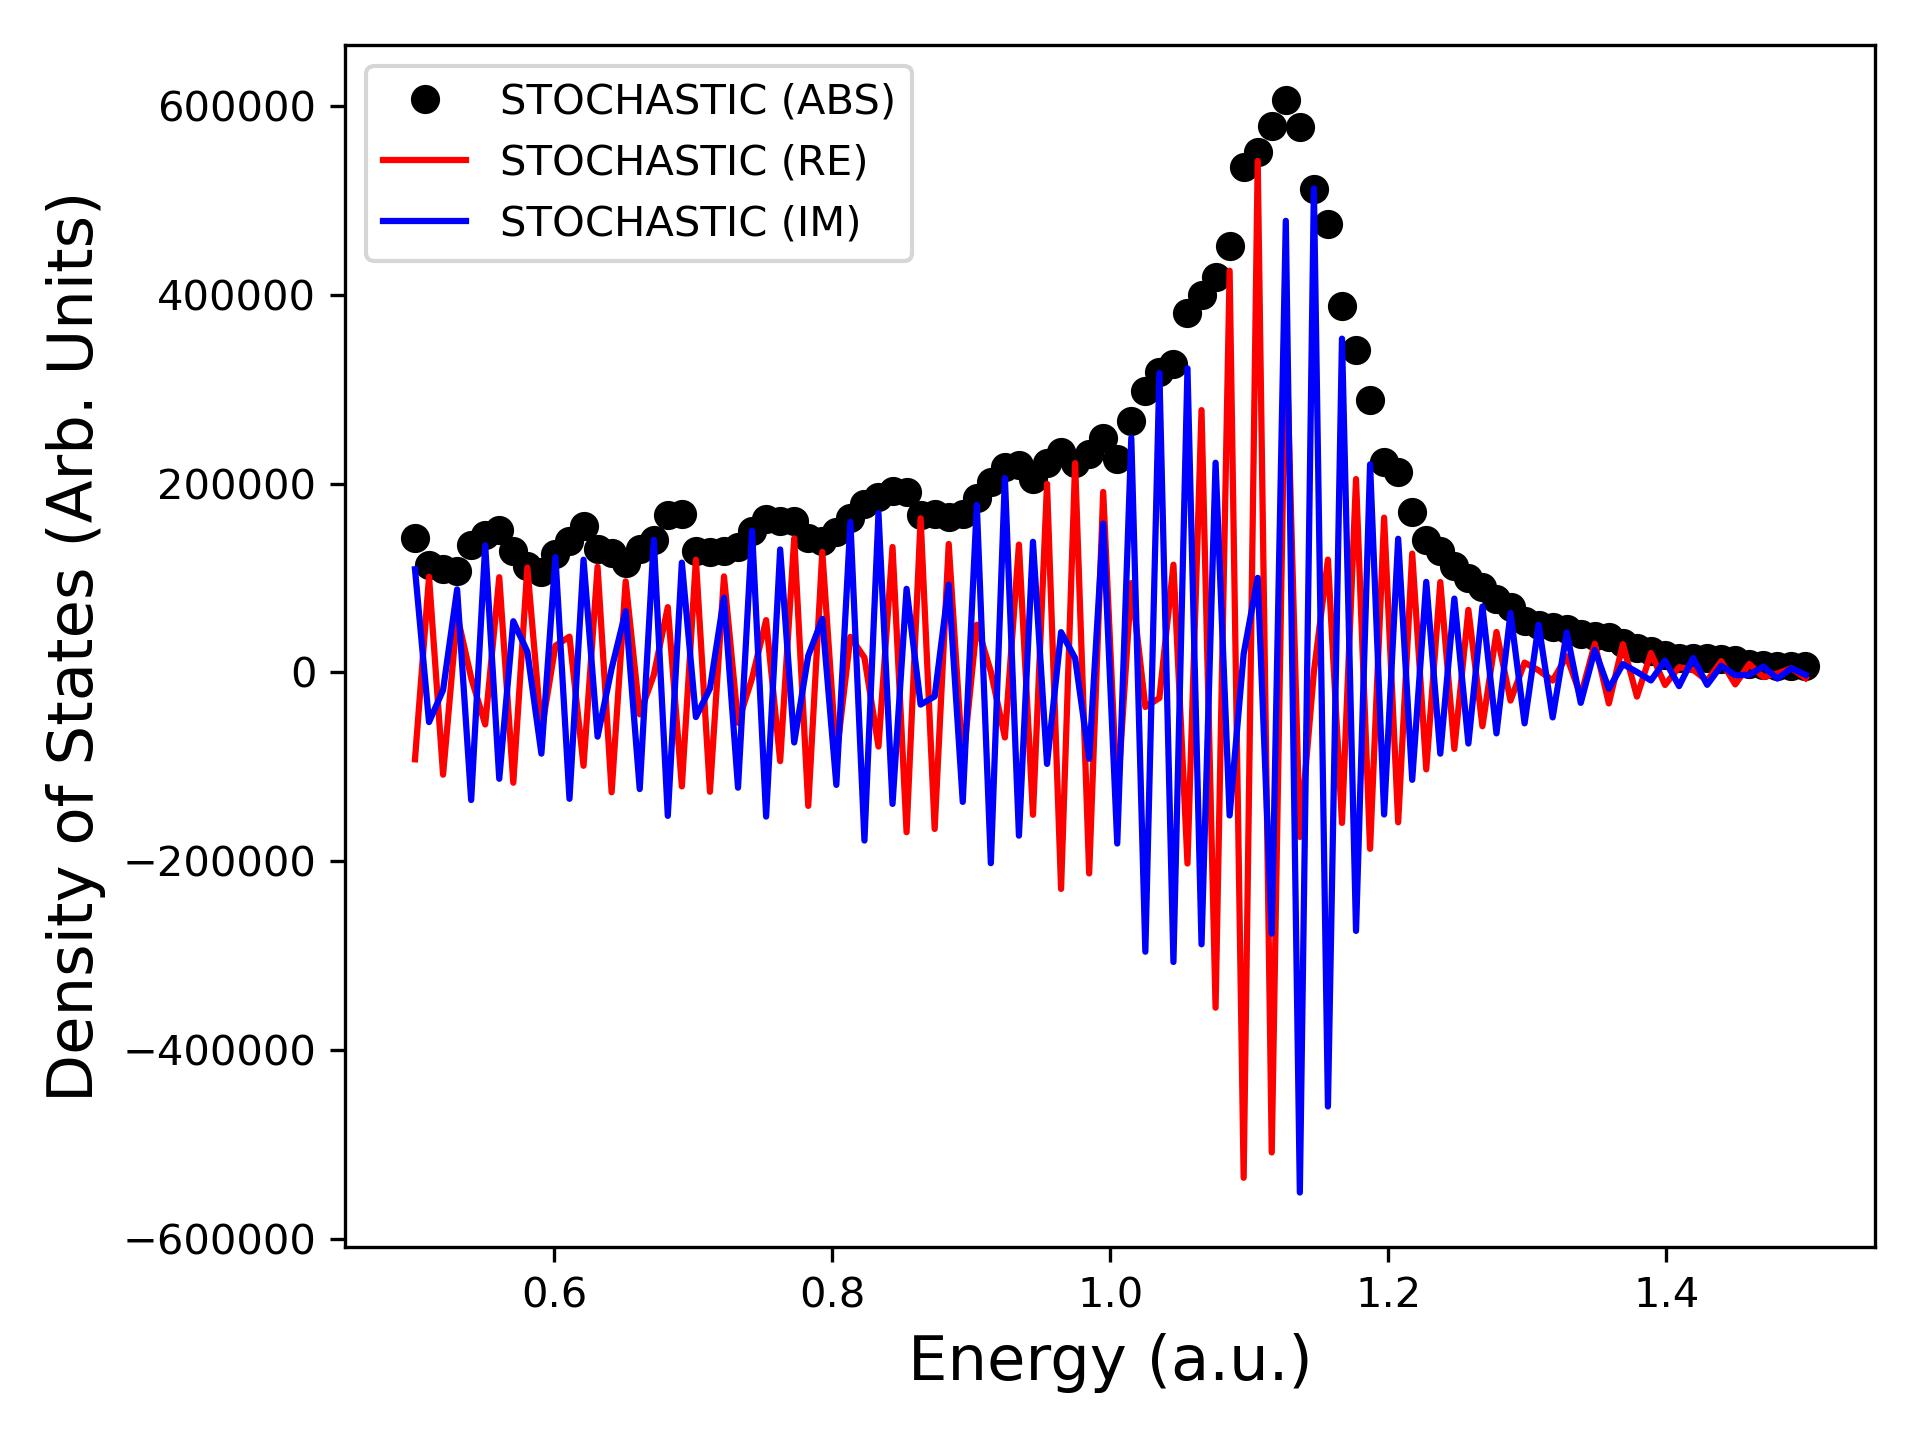 STOCHASTIC (ABS)
STOCHASTIC (RE)
STOCHASTIC (IM)
Density of States (Arb. Units)
600000
400000
200000
0
−200000
−400000
−600000
0.6 0.8 1.0 1.2 1.4
Energy (a.u.)